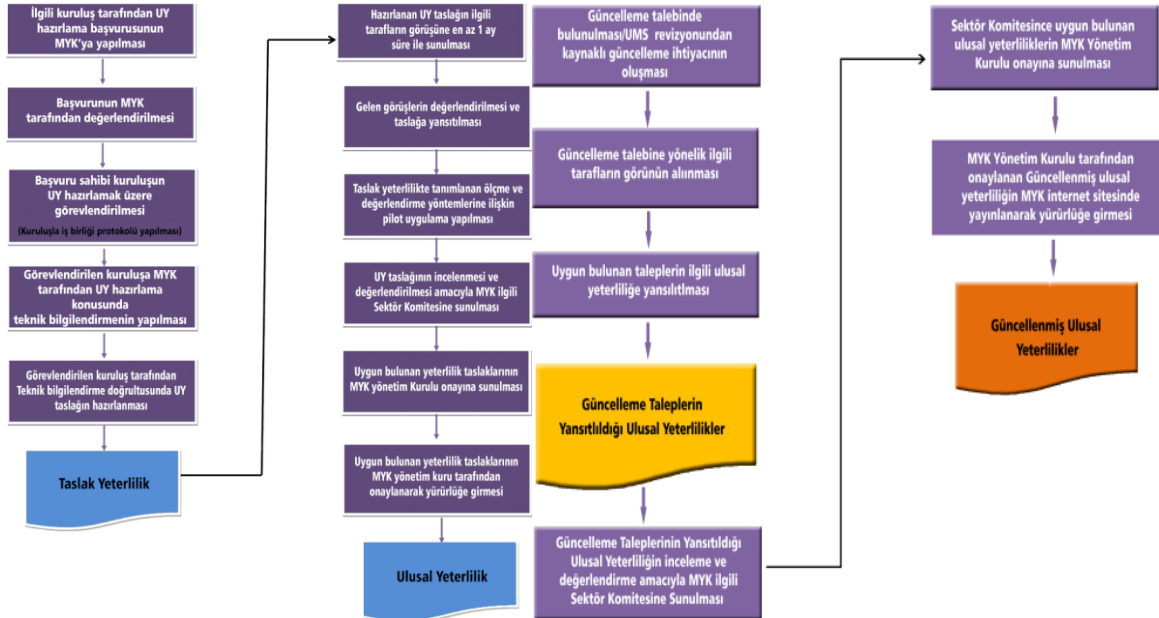 İlgili kuruluş tarafından UY
hazırlama başvurusunun
MYK'ya yapılması
Başvurunun MYK
tarafından değerlendirilmesi
Başvuru sahibi kuruluşun
UY hazırlamak üzere
görevlendirilmesi
(Kuruluşla iş birliği protokolü yapılması)
Görevlendirilen kuruluşa MYK
tarafından UY hazırlama
konusunda
teknik bilgilendirmenin yapılması
Görevlendirilen kuruluş tarafından
Teknik bilgilendirme doğrultusunda UY
taslağın hazırlanması
Taslak Yeterlilik
Hazırlanan UY taslağın ilgili
tarafların görüşüne en az 1 ay
süre ile sunulması
Gelen görüşlerin değerlendirilmesi ve
taslağa yansıtılması
Taslak yeterlikte tanımlanan ölçme ve
değerlendirme yöntemlerine ilişkin
pilot uygulama yapılması
UY taslağının incelenmesi ve
değerlendirilmesi amacıyla MYK ilgili
Sektör Komitesine sunulması
Uygun bulunan yeterlilik taslaklarının
MYK yönetim Kurulu onayına sunulması
Uygun bulunan yeterlilik taslaklarının
MYK yönetim kuru tarafından
onaylanarak yürürlüğe girmesi
Ulusal Yeterlilik
Güncelleme talebinde
bulunulması/UMS revizyonundan
kaynaklı güncelleme ihtiyacının
oluşması
Güncelleme talebine yönelik ilgili
tarafların görünün alıınması
Uygun bulunan taleplerin ilgili ulusal
yeterliliğe yansılrtlması
Güncelleme Taleplerin
Yansıtlıldığı Ulusal Yeterlilikler
Güncelleme Taleplerinin Yansıtıldığı
Ulusal Yeterliliğin inceleme ve
değerlendirme amacıyla MYK ilgili
Sektör Komitesine Sunulması
Sektör Komitesince uygun bulunan
ulusal yeterliliklerin MYK Yönetim
Kurulu onayına sunulması
MYK Yönetim Kurulu tarafından
onaylanan Güncellenmiş ulusal
yeterliliğin MYK internet sitesinde
yayınlanarak yürürlüğe girmesi
Güncellenmiş Ulusal
Yeterlilikler